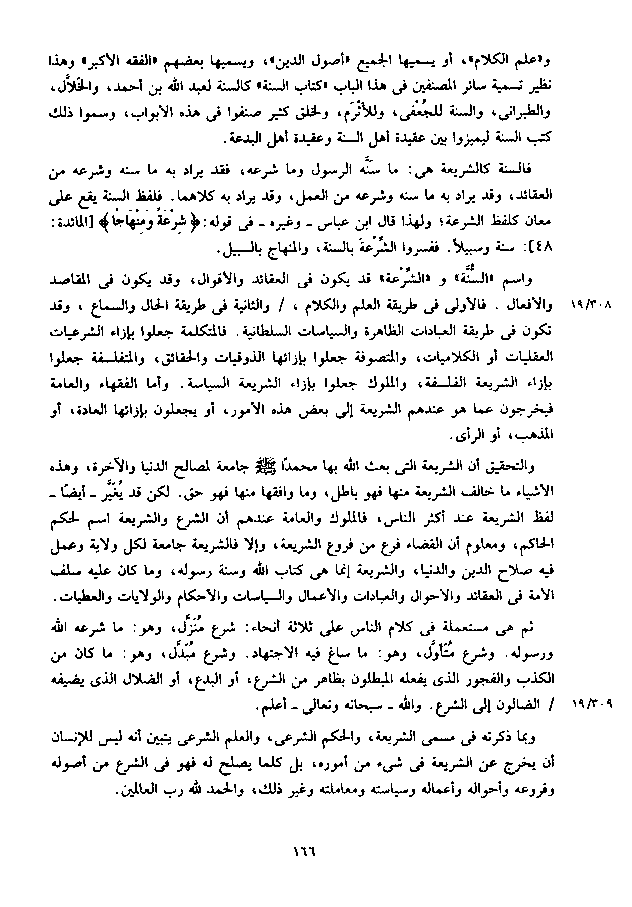 و«علم الكلام»، أو يسميها الجميع «أصول الدين»، ويسميها بعضهم «الفقه الأكبر» وهذا
نظير تسمية سائر المصنفين فى هذا الباب «كتاب السنة» كالسنة لعبد الله بن أحمد، والخلال،
والطبرانى، والسنة للجُعْفى، وللأثرَم، ولخلق كثير صنفوا فى هذه الأبواب، وسموا ذلك
كتب السنة ليميزوا بين عقيدة أهل السنة وعقيدة أهل البدعة.
فالسنة كالشريعة هى: ما سنَّه الرسول وما شرعه، فقد يراد به ما سنه وشرعه من
العقائد، وقد يراد به ما سنه وشرعه من العمل، وقد يراد به كلاهما. فلفظ السنة يقع على
معان كلفظ الشرعة؛ ولهذا قال ابن عباس ـ وغيره ـ فى قوله: ﴿ شِرْعَةً وَمِنْهَاجًا ﴾ [المائدة:
٤٨]: سنة وسبيلاً. ففسروا الشِّرْعَةَ بالسنة، والمنهاج بالسبيل.
واسم «السُّنَّة» و «الشِّرْعة» قد يكون فى العقائد والأقوال، وقد يكون فى المقاصد
١٩/٣٠٨ والأفعال . فالأولى فى طريقة العلم والكلام ، / والثانية فى طريقة الحال والسماع ، وقد
تكون فى طريقة العبادات الظاهرة والسياسات السلطانية. فالمتكلمة جعلوا بإزاء الشرعيات
العقليات أو الكلاميات، والمتصوفة جعلوا بإزائها الذوقيات والحقائق، والمتفلسفة جعلوا
بإزاء الشريعة الفلسفة، والملوك جعلوا بإزاء الشريعة السياسة. وأما الفقهاء والعامة
فيخرجون عما هو عندهم الشريعة إلى بعض هذه الأمور، أو يجعلون بإزائها العادة، أو
المذهب، أو الرأى.
والتحقيق أن الشريعة التى بعث الله بها محمدًا ﷺ جامعة لمصالح الدنيا والآخرة، وهذه
الأشياء ما خالف الشريعة منها فهو باطل، وما وافقها منها فهو حق. لكن قد يُغَيَّر ـ أيضًا ـ
لفظ الشريعة عند أكثر الناس، فالملوك والعامة عندهم أن الشرع والشريعة اسم لحكم
الحاكم، ومعلوم أن القضاء فرع من فروع الشريعة، وإلا فالشريعة جامعة لكل ولاية وعمل
فيه صلاح الدين والدنيا، والشريعة إنما هى كتاب الله وسنة رسوله، وما كان عليه سلف
الأمة فى العقائد والأحوال والعبادات والأعمال والسياسات والأحكام والولايات والعطيات.
ثم هى مستعملة فى كلام الناس على ثلاثة أنحاء: شرع مُنَزَّل، وهو: ما شرعه الله
ورسوله. وشرع مُتَأوَّل، وهو: ما ساغ فيه الاجتهاد. وشرع مُبَدَّل، وهو: ما كان من
الكذب والفجور الذى يفعله المبطلون بظاهر من الشرع، أو البدع، أو الضلال الذى يضيفه
١٩/٣٠٩ / الضالون إلى الشرع. والله ـ سبحانه وتعالى ـ أعلم.
وبما ذكرته فى مسمى الشريعة، والحكم الشرعى، والعلم الشرعى يتبين أنه ليس للإنسان
أن يخرج عن الشريعة فى شىء من أموره، بل كلما يصلح له فهو فى الشرع من أصوله
وفروعه وأحواله وأعماله وسياسته ومعاملته وغير ذلك، والحمد لله رب العالمين.
١٦٦